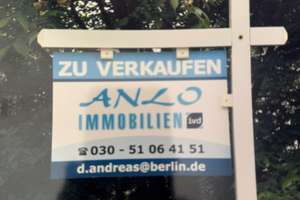 ZU VERKAUFEN
ANLO
IMMOBILIEN ivd
☎ 030 - 51 06 41 51
d.andreas@berlin.de